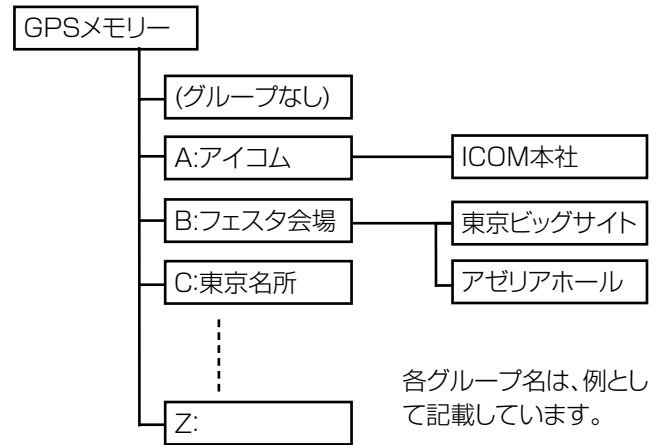 GPSメモリー
(グループなし)
A:アイコム
ICOM本社
B:フェスタ会場
東京ビッグサイト
C:東京名所
アゼリアホール
各グループ名は、例とし
て記載しています。
Z: